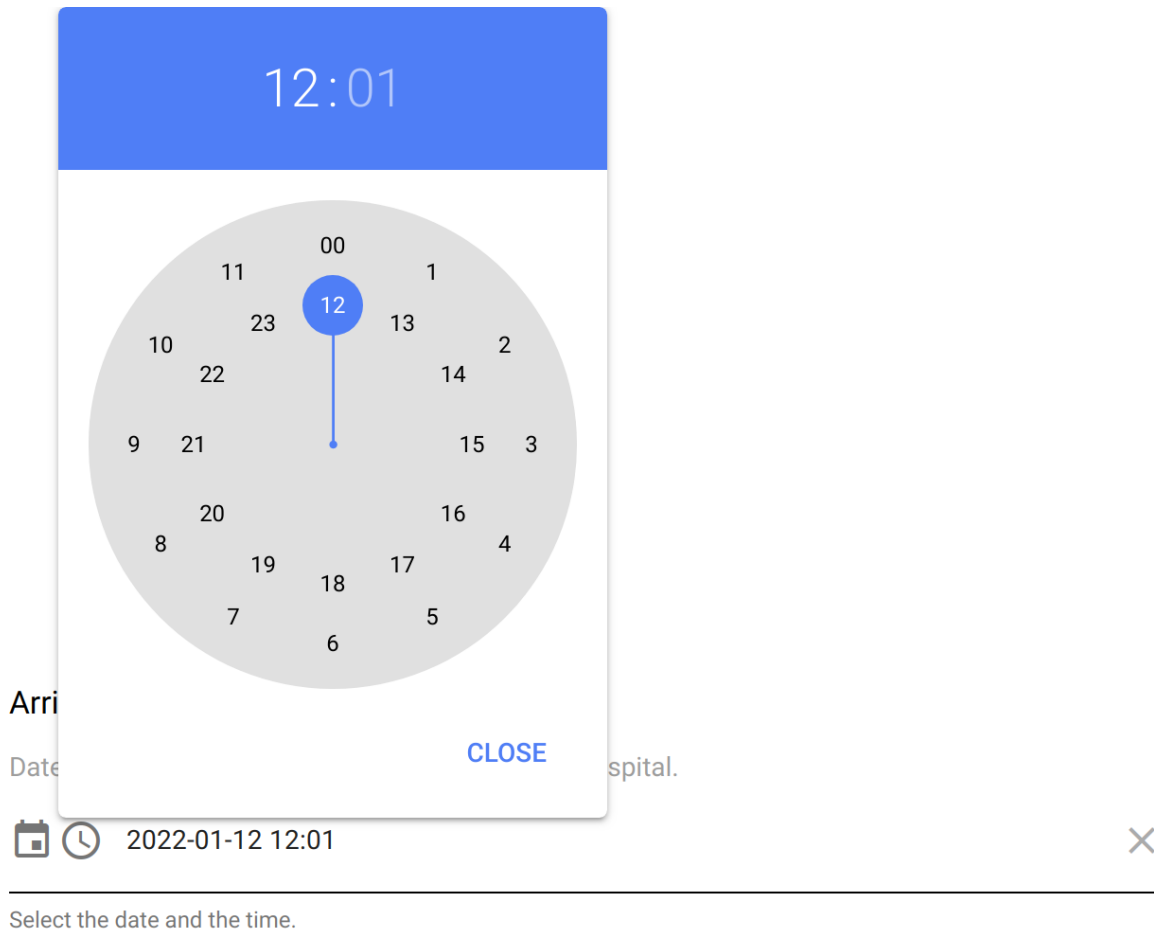 12:01
00
11 1
12
23 13
10 2
22 14
9 21 15 3
20 16
8 4
19 17
18
7 5
6
Arri
CLOSE
Date spital.
2022-01-12 12:01
Select the date and the time.